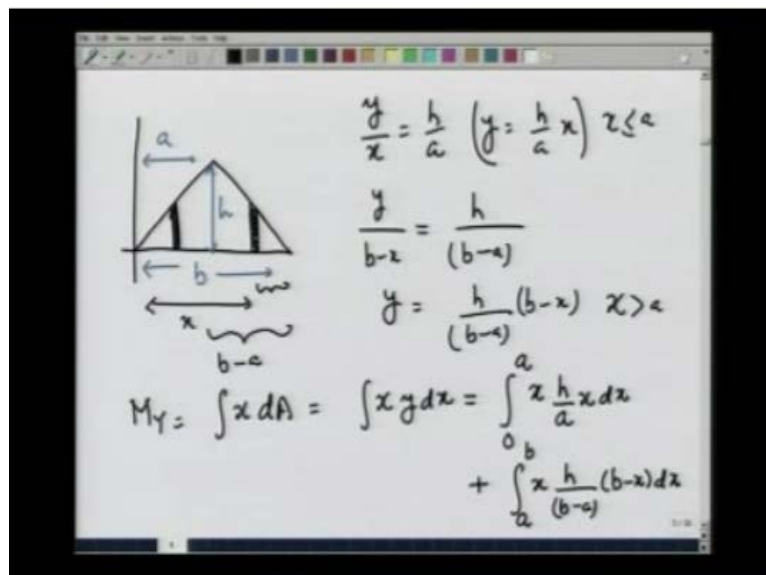 a
h
b
x
b-a
y/x = h/a (y = h/a x) x ≤ a
y/(b-x) = h/(b-a)
y = h/(b-a) (b-x) x > a
M_Y = ∫ x dA = ∫ x y dx = ∫_0^a x h/a x dx
+ ∫_a^b x h/(b-a) (b-x) dx